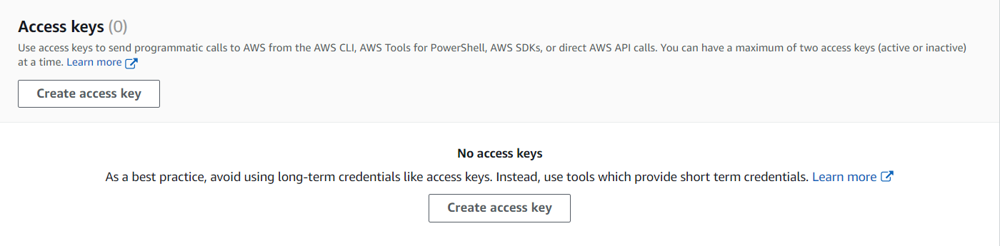 Access keys (0)
Use access keys to send programmatic calls to AWS from the AWS CLI, AWS Tools for PowerShell, AWS SDKs, or direct AWS API calls. You can have a maximum of two access keys (active or inactive)
at a time. Learn more
Create access key
No access keys
As a best practice, avoid using long-term credentials like access keys. Instead, use tools which provide short term credentials. Learn more
Create access key